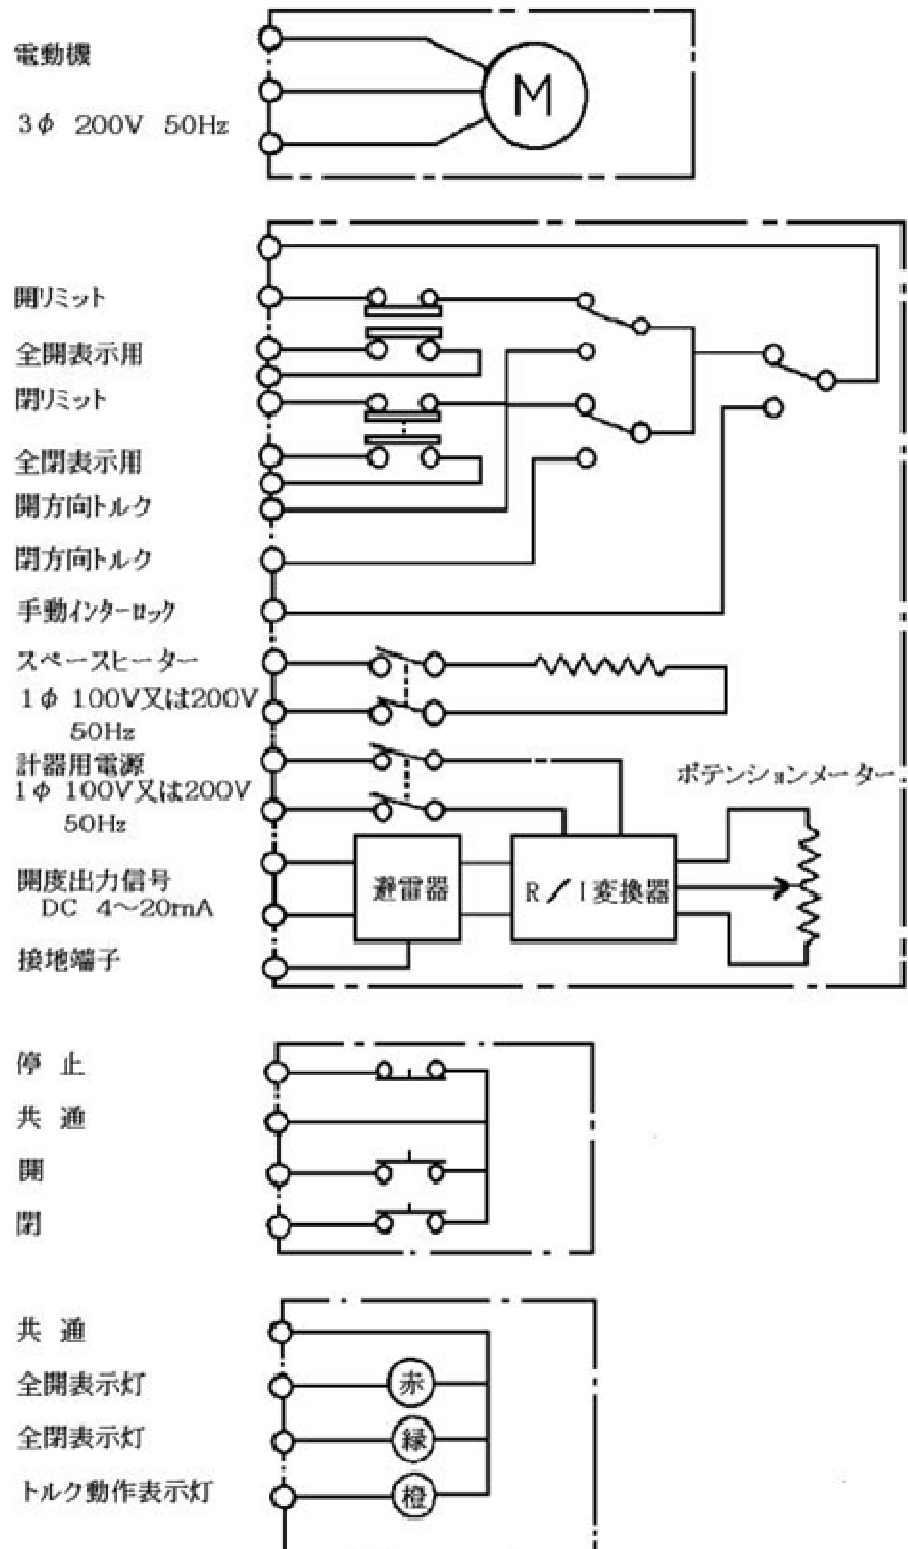 電動機
M
3φ 200V 50Hz
開リミット
全開表示用
閉リミット
全閉表示用
開方向トルク
閉方向トルク
手動インターロック
スペースヒーター
1φ 100V又は200V
50Hz
計器用電源
1φ 100V又は200V
50Hz
ポテンションメーター
開度出力信号
DC 4～20mA
避雷器
R/I変換器
接地端子
停止
共通
開
閉
共通
全開表示灯
赤
全閉表示灯
緑
トルク動作表示灯
橙